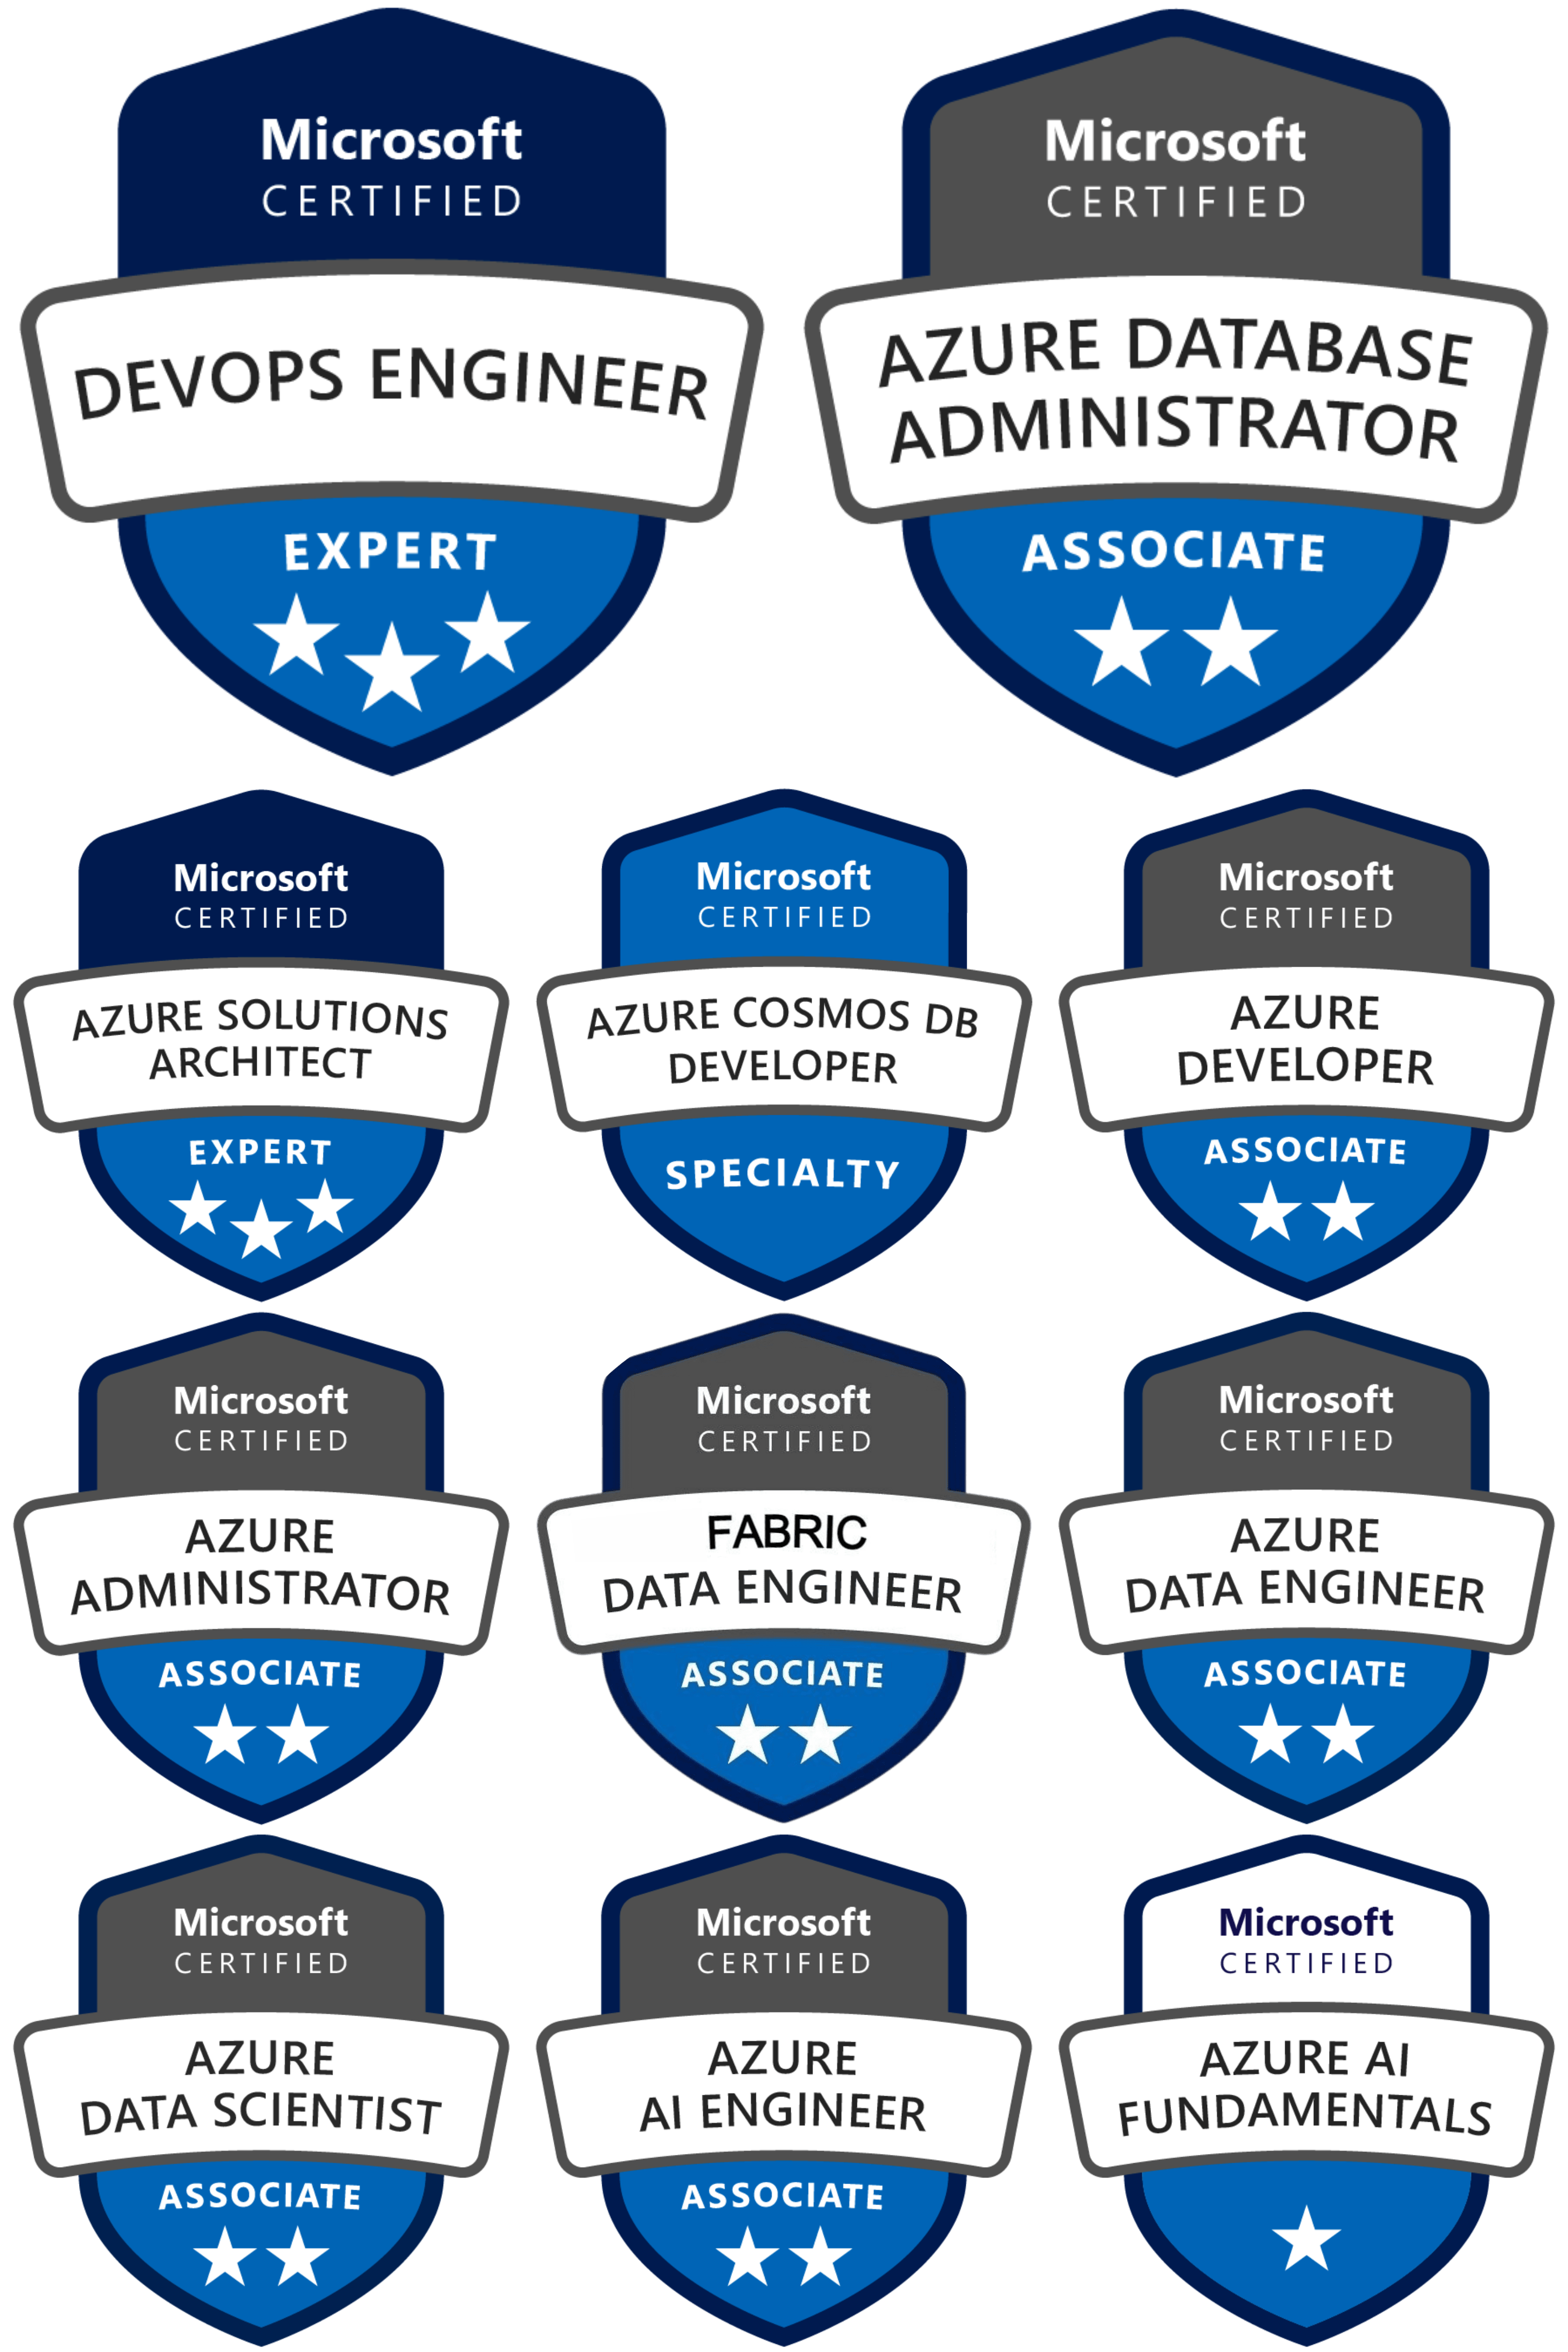 Microsoft
CERTIFIED
DEVOPS ENGINEER
EXPERT
Microsoft
CERTIFIED
AZURE DATABASE
ADMINISTRATOR
ASSOCIATE
Microsoft
CERTIFIED
AZURE SOLUTIONS
ARCHITECT
EXPERT
Microsoft
CERTIFIED
AZURE COSMOS DB
DEVELOPER
SPECIALTY
Microsoft
CERTIFIED
AZURE
DEVELOPER
ASSOCIATE
Microsoft
CERTIFIED
AZURE
ADMINISTRATOR
ASSOCIATE
Microsoft
CERTIFIED
FABRIC
DATA ENGINEER
ASSOCIATE
Microsoft
CERTIFIED
AZURE
DATA ENGINEER
ASSOCIATE
Microsoft
CERTIFIED
AZURE
DATA SCIENTIST
ASSOCIATE
Microsoft
CERTIFIED
AZURE
AI ENGINEER
ASSOCIATE
Microsoft
CERTIFIED
AZURE AI
FUNDAMENTALS